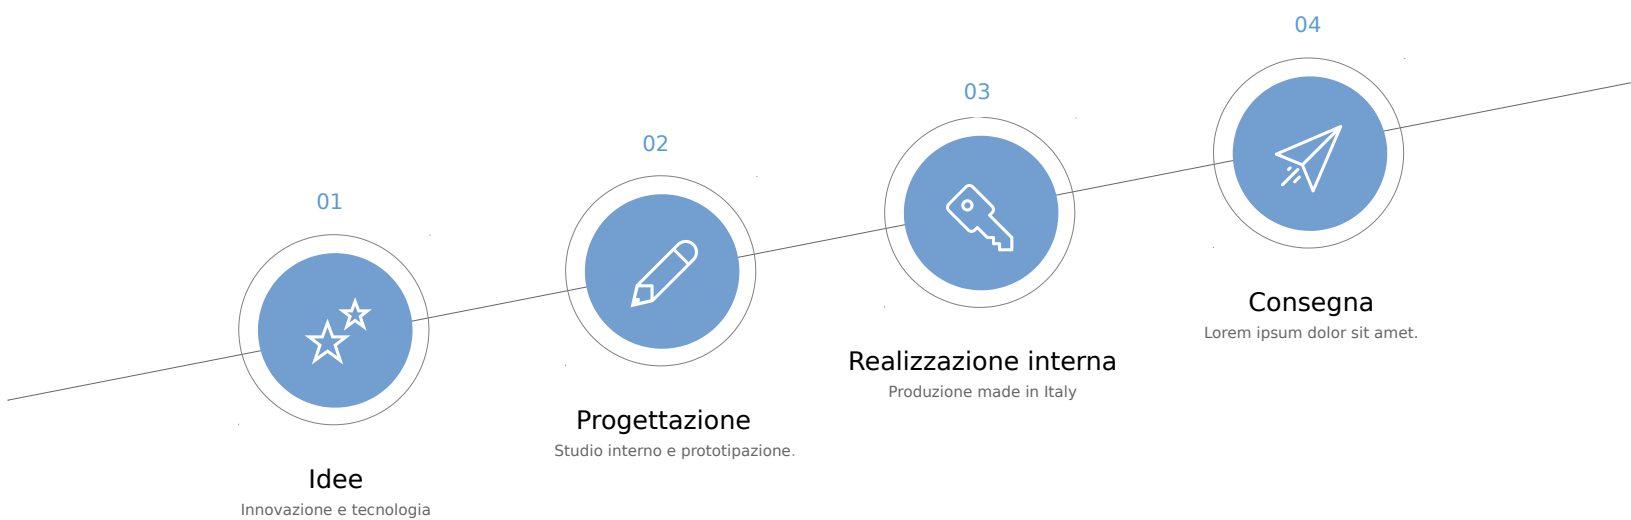 01
Idee
Innovazione e tecnologia
02
Progettazione
Studio interno e prototipazione.
03
Realizzazione interna
Produzione made in Italy
04
Consegna
Lorem ipsum dolor sit amet.